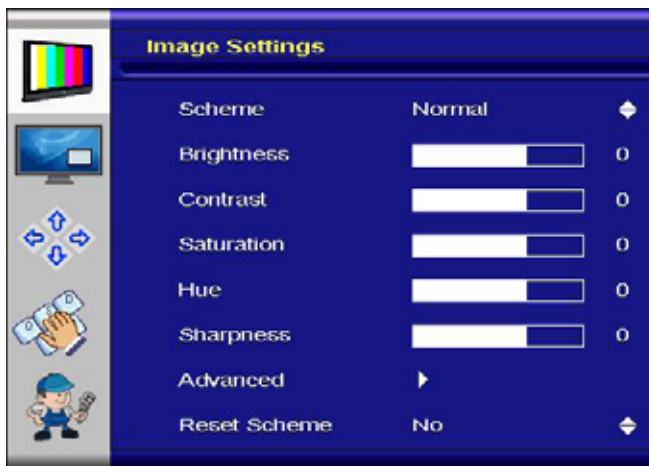 Image Settings
Scheme Normal
Brightness 0
Contrast 0
Saturation 0
Hue 0
Sharpness 0
Advanced
Reset Scheme No